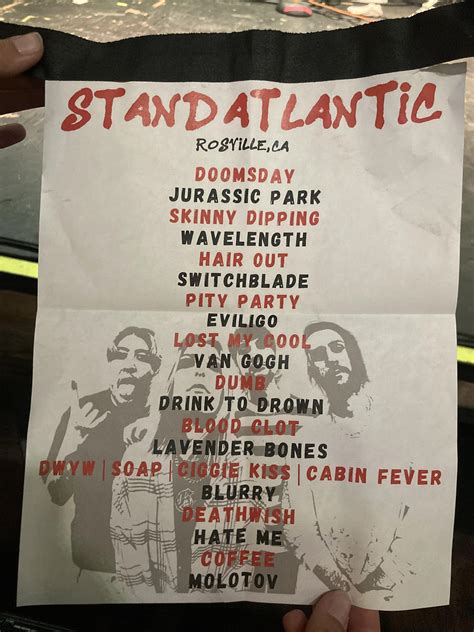 STAND ATLANTIC
ROSVILLE, CA
DOOMSDAY
JURASSIC PARK
SKINNY DIPPING
WAVELENGTH
HAIR OUT
SWITCHBLADE
PITY PARTY
EVILIGO
LOST MY COOL
VAN GOGH
DUMB
DRINK TO DROWN
BLOOD CLOT
LAVENDER BONES
DWYW | SOAP | CIGGIE KISS | CABIN FEVER
BLURRY
DEATHWISH
HATE ME
COFFEE
MOLOTOV